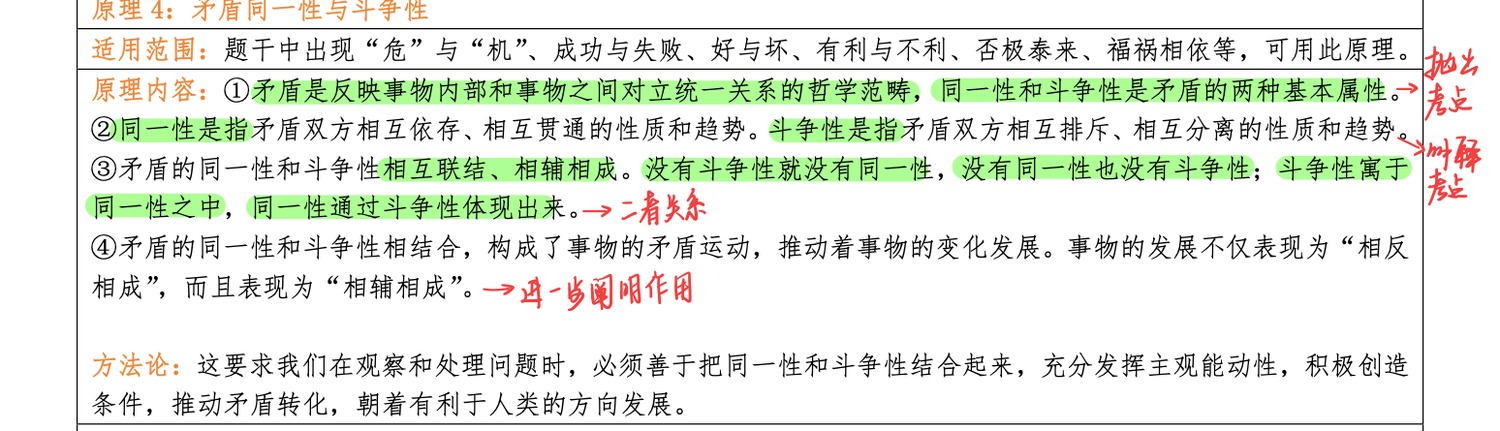 原理 4：矛盾同一性与斗争性
适用范围：题干中出现“危”与“机”、成功与失败、好与坏、有利与不利、否极泰来、福祸相依等，可用此原理。
原理内容：①矛盾是反映事物内部和事物之间对立统一关系的哲学范畴，同一性和斗争性是矛盾的两种基本属性。→抛出考点
②同一性是指矛盾双方相互依存、相互贯通的性质和趋势。斗争性是指矛盾双方相互排斥、相互分离的性质和趋势。→解释考点
③矛盾的同一性和斗争性相互联结、相辅相成。没有斗争性就没有同一性，没有同一性也没有斗争性；斗争性寓于
同一性之中，同一性通过斗争性体现出来。→二者关系
④矛盾的同一性和斗争性相结合，构成了事物的矛盾运动，推动着事物的变化发展。事物的发展不仅表现为“相反
相成”，而且表现为“相辅相成”。→进一步阐明作用
方法论：这要求我们在观察和处理问题时，必须善于把同一性和斗争性结合起来，充分发挥主观能动性，积极创造
条件，推动矛盾转化，朝着有利于人类的方向发展。